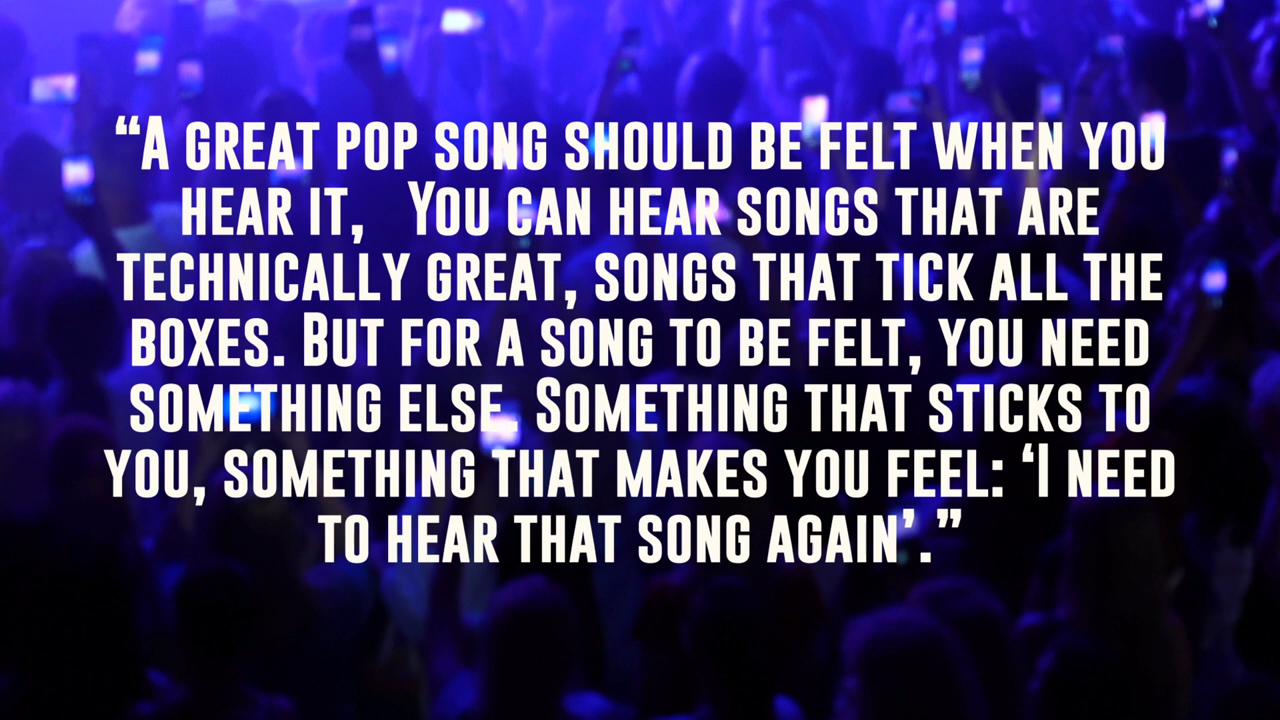 “A GREAT POP SONG SHOULD BE FELT WHEN YOU
HEAR IT,   YOU CAN HEAR SONGS THAT ARE
TECHNICALLY GREAT, SONGS THAT TICK ALL THE
BOXES. BUT FOR A SONG TO BE FELT, YOU NEED
SOMETHING ELSE. SOMETHING THAT STICKS TO
YOU, SOMETHING THAT MAKES YOU FEEL: ‘I NEED
TO HEAR THAT SONG AGAIN’.”